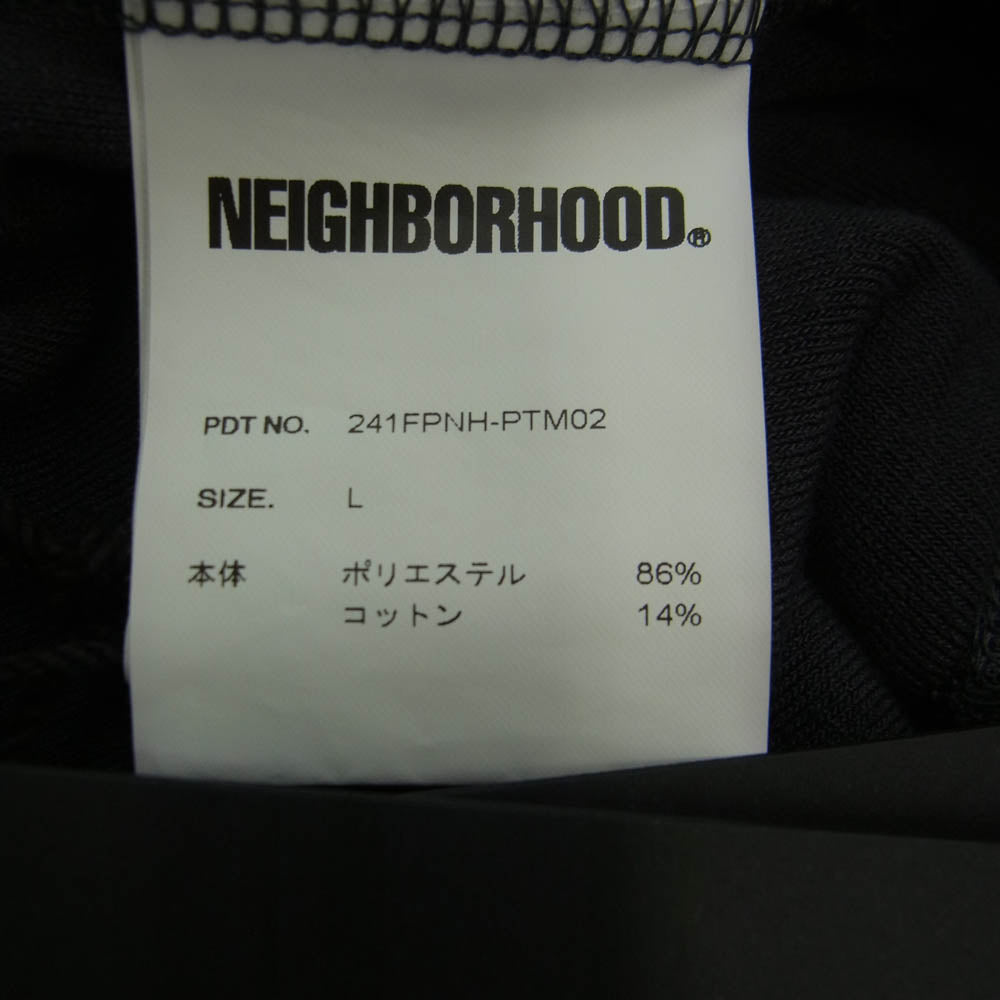 NEIGHBORHOOD®
PDT NO. 241FPNH-PTM02
SIZE. L
本体 ポリエステル 86%
コットン 14%